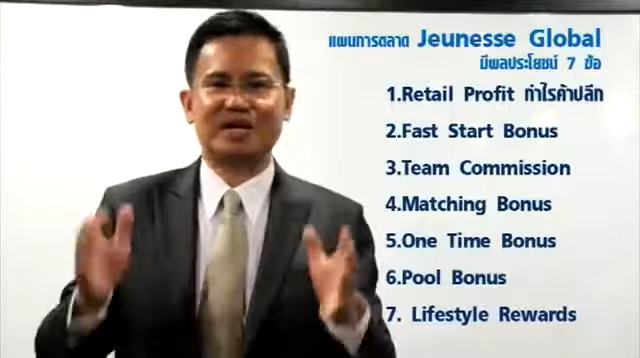 แผนการตลาด Jeunesse Global
มีผลประโยชน์ 7 ข้อ
1.Retail Profit กำไรค้าปลีก
2.Fast Start Bonus
3.Team Commission
4.Matching Bonus
5.One Time Bonus
6.Pool Bonus
7. Lifestyle Rewards